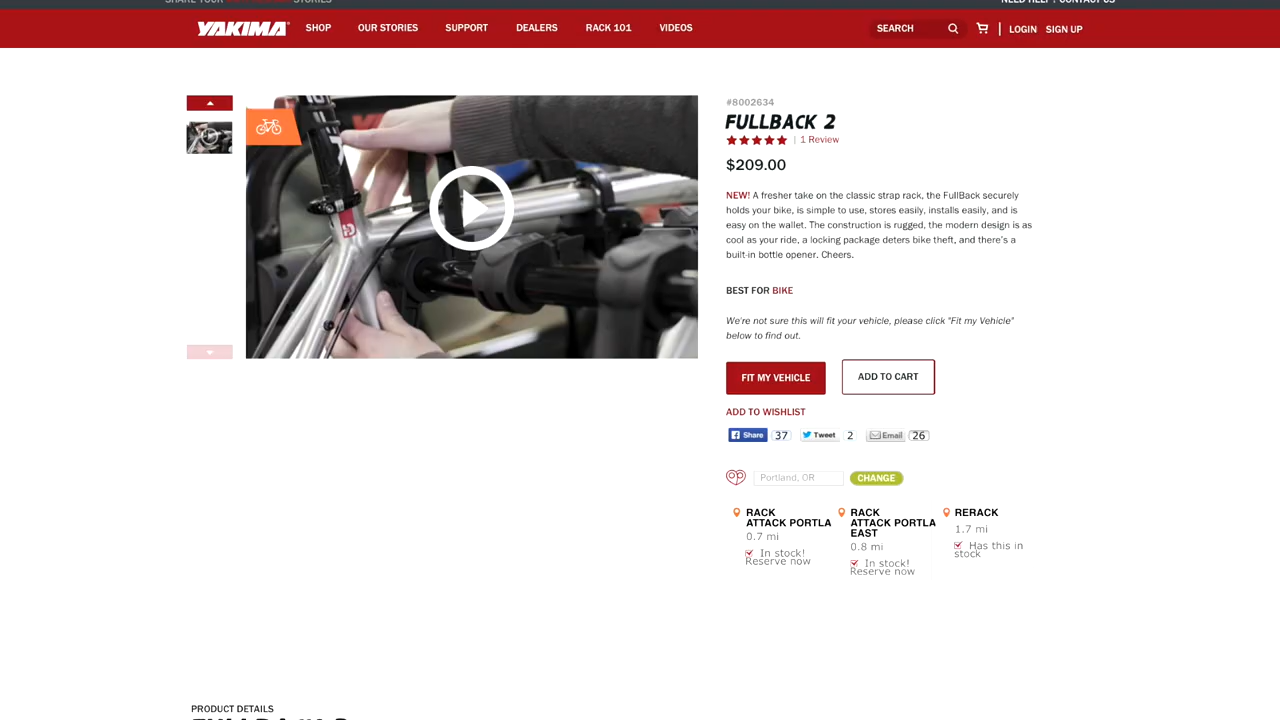 SHARE YOUR STORIES
NEED HELP? CONTACT US
YAKIMA
SHOP
OUR STORIES
SUPPORT
DEALERS
RACK 101
VIDEOS
SEARCH
LOGIN
SIGN UP
#8002634
FULLBACK 2
1 Review
$209.00
NEW! A fresher take on the classic strap rack, the FullBack securely
holds your bike, is simple to use, stores easily, installs easily, and is
easy on the wallet. The construction is rugged, the modern design is as
cool as your ride, a locking package deters bike theft, and there's a
built-in bottle opener. Cheers.
BEST FOR BIKE
We're not sure this will fit your vehicle, please click "Fit my Vehicle"
below to find out.
FIT MY VEHICLE
ADD TO CART
ADD TO WISHLIST
Share 37
Tweet 2
Email 26
Portland, OR
CHANGE
RACK
ATTACK PORTLA
0.7 mi
In stock!
Reserve now
RACK
ATTACK PORTLA
EAST
0.8 mi
In stock!
Reserve now
RERACK
1.7 mi
Has this in
stock
PRODUCT DETAILS
FULLBACK 2